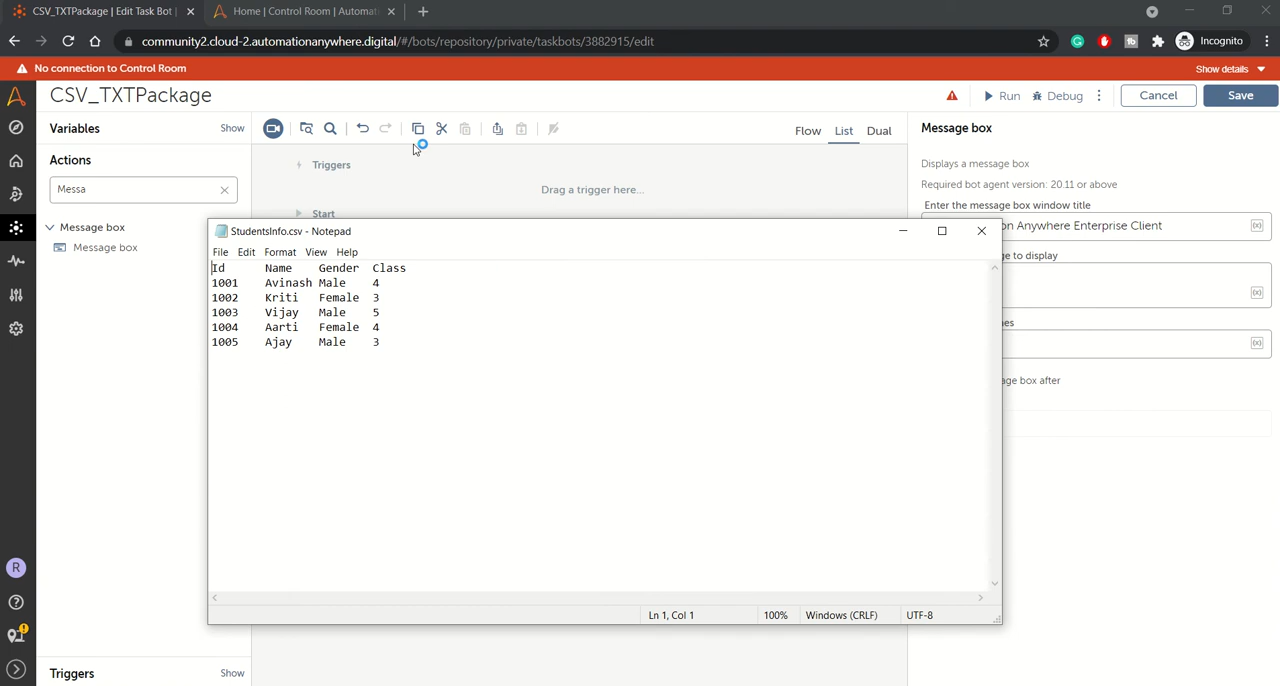 CSV_TXTPackage | Edit Task Bot |
Home | Control Room | Automat
community2.cloud-2.automationanywhere.digital/#/bots/repository/private/taskbots/3882915/edit
Incognito
No connection to Control Room
Show details
CSV_TXTPackage
Run
Debug
Cancel
Save
Variables
Show
Flow
List
Dual
Message box
Actions
Triggers
Displays a message box
Messa
Drag a trigger here...
Required bot agent version: 20.11 or above
Enter the message box window title
Start
Message box
on Anywhere Enterprise Client
Message box
StudentsInfo.csv - Notepad
File Edit Format View Help
ge to display
Id Name Gender Class
1001 Avinash Male 4
1002 Kriti Female 3
1003 Vijay Male 5
1004 Aarti Female 4
1005 Ajay Male 3
nes
age box after
R
Ln 1, Col 1
100%
Windows (CRLF)
UTF-8
Triggers
Show